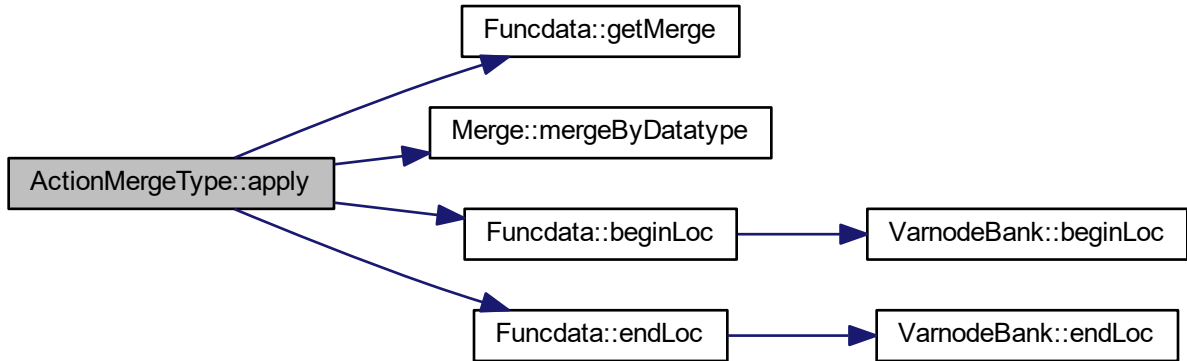 Funcdata::getMerge
Merge::mergeByDatatype
ActionMergeType::apply
Funcdata::beginLoc
VarnodeBank::beginLoc
Funcdata::endLoc
VarnodeBank::endLoc